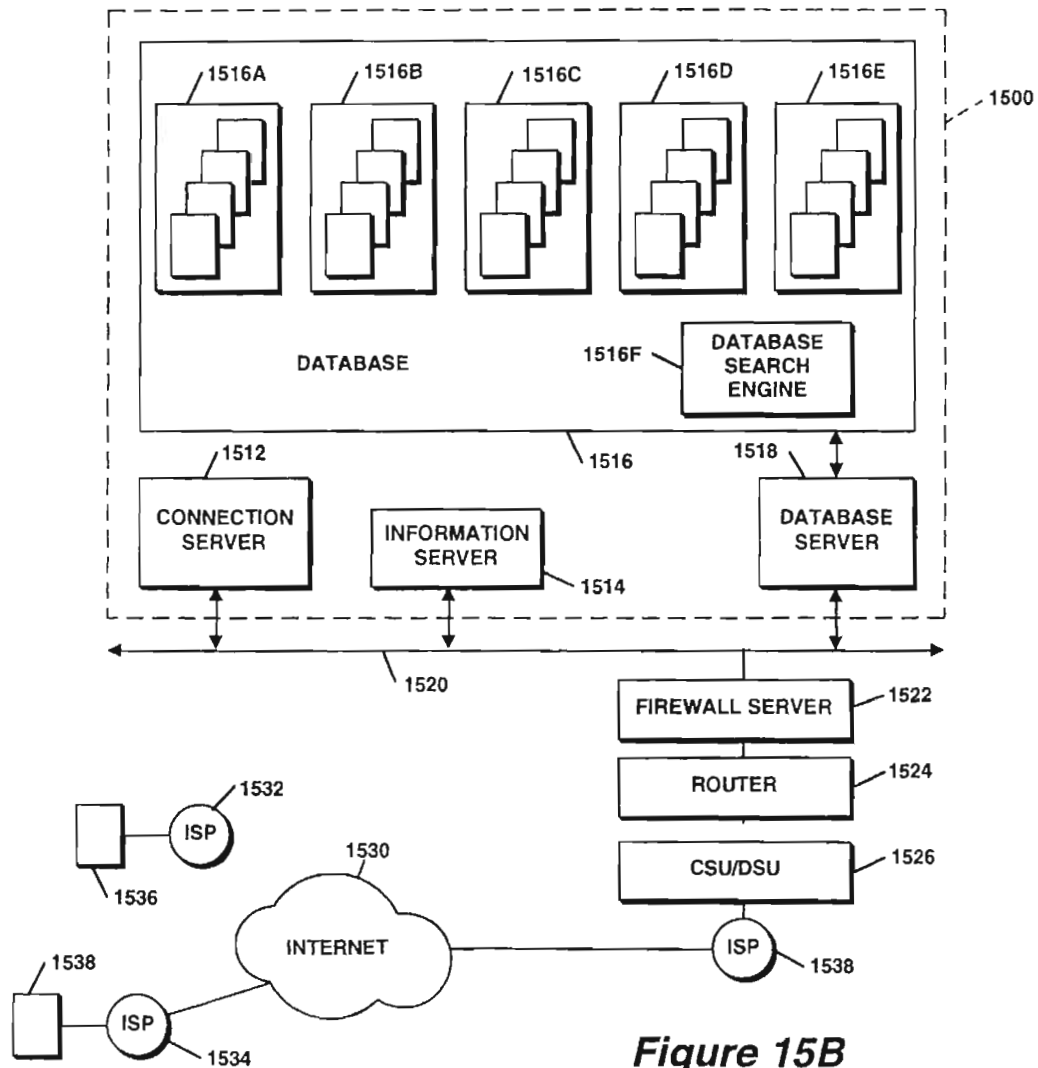 1516A
1516B
1516C
1516D
1516E
1500
DATABASE
1516F
DATABASE
SEARCH
ENGINE
1512
1516
1518
CONNECTION
SERVER
INFORMATION
SERVER
1514
DATABASE
SERVER
1520
FIREWALL SERVER
1522
ROUTER
1524
CSU/DSU
1526
1532
ISP
1536
1530
INTERNET
ISP
1538
1538
ISP
1534
Figure 15B